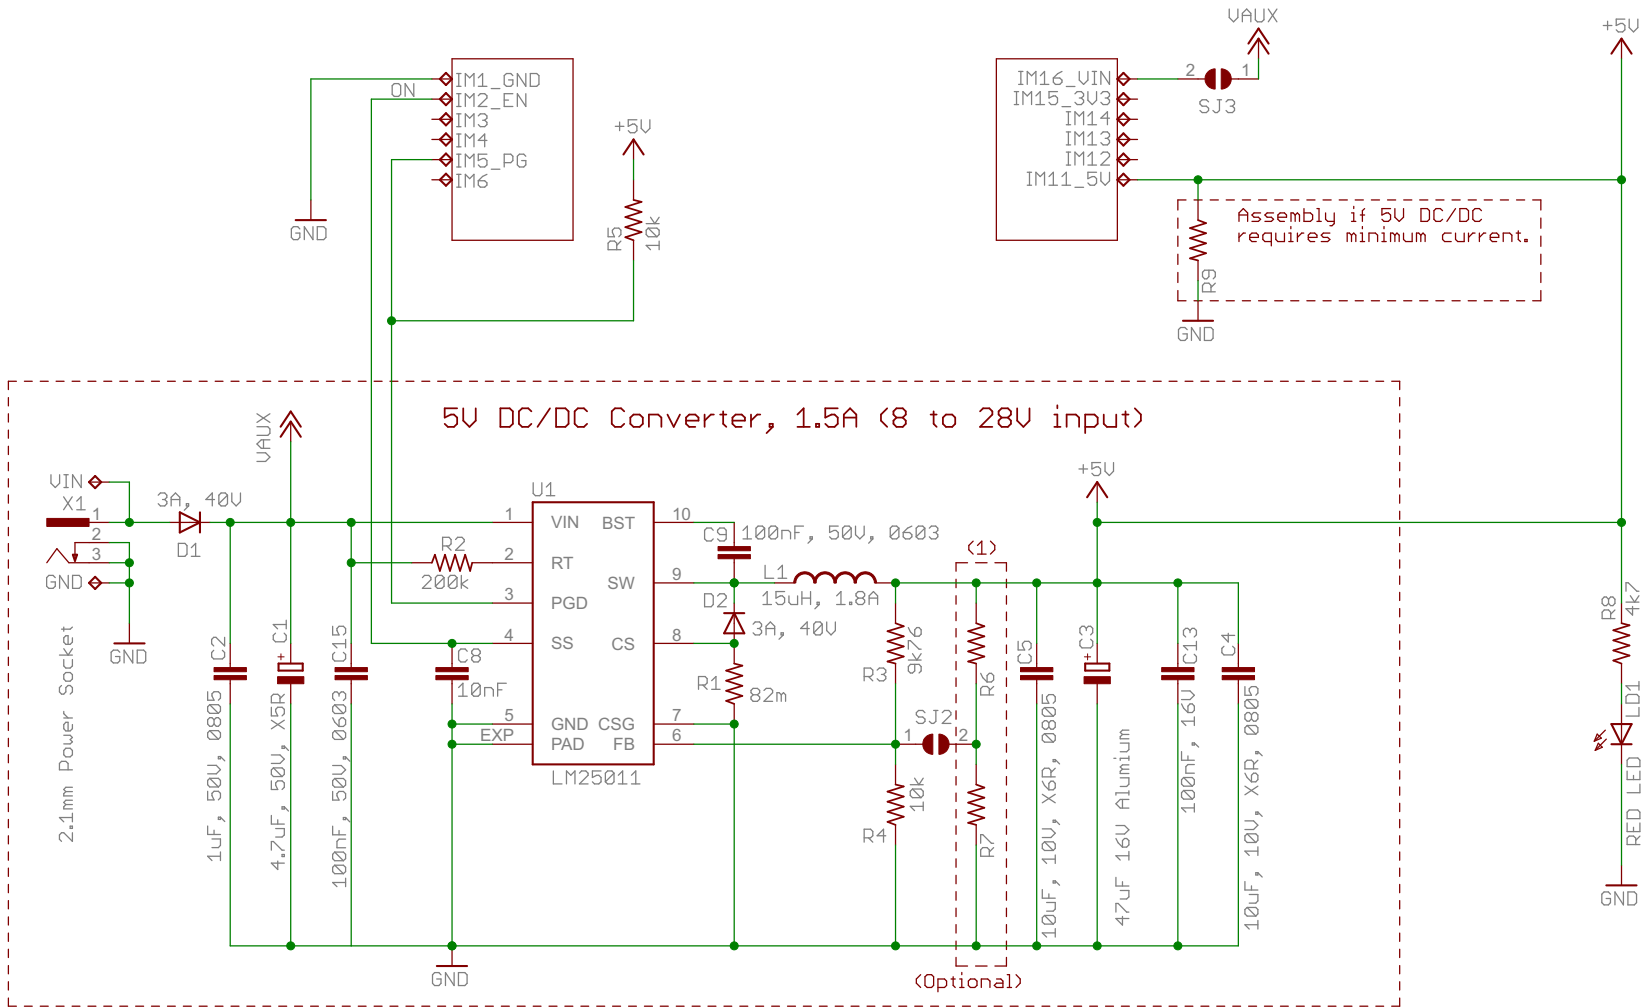 VAUX
+5V
IM1_GND
ON
IM2_EN
IM3
IM4
IM5_PG
IM6
GND
+5V
R5
10k
IM16_VIN
IM15_3V3
IM14
IM13
IM12
IM11_5V
2
1
SJ3
Assembly if 5V DC/DC
requires minimum current.
R9
GND
5V DC/DC Converter, 1.5A (8 to 28V input)
VAUX
VIN
X1
1
2
3
GND
GND
2.1mm Power Socket
3A, 40V
D1
C2
1uF, 50V, 0805
C1
+
4.7uF, 50V, X5R
C15
100nF, 50V, 0603
R2
200k
C8
10nF
U1
1
VIN
2
RT
3
PGD
4
SS
5
GND
EXP
PAD
BST
10
SW
9
CS
8
CSG
7
FB
6
LM25011
GND
C9
100nF, 50V, 0603
L1
15uH, 1.8A
D2
3A, 40V
R1
82m
R3
9k76
R4
10k
SJ2
1
2
(1)
R6
R7
(Optional)
+5V
C5
10uF, 10V, X6R, 0805
C3
+
47uF 16V Alumium
C13
100nF, 16V
C4
10uF, 10V, X6R, 0805
R8
4k7
LD1
RED LED
GND